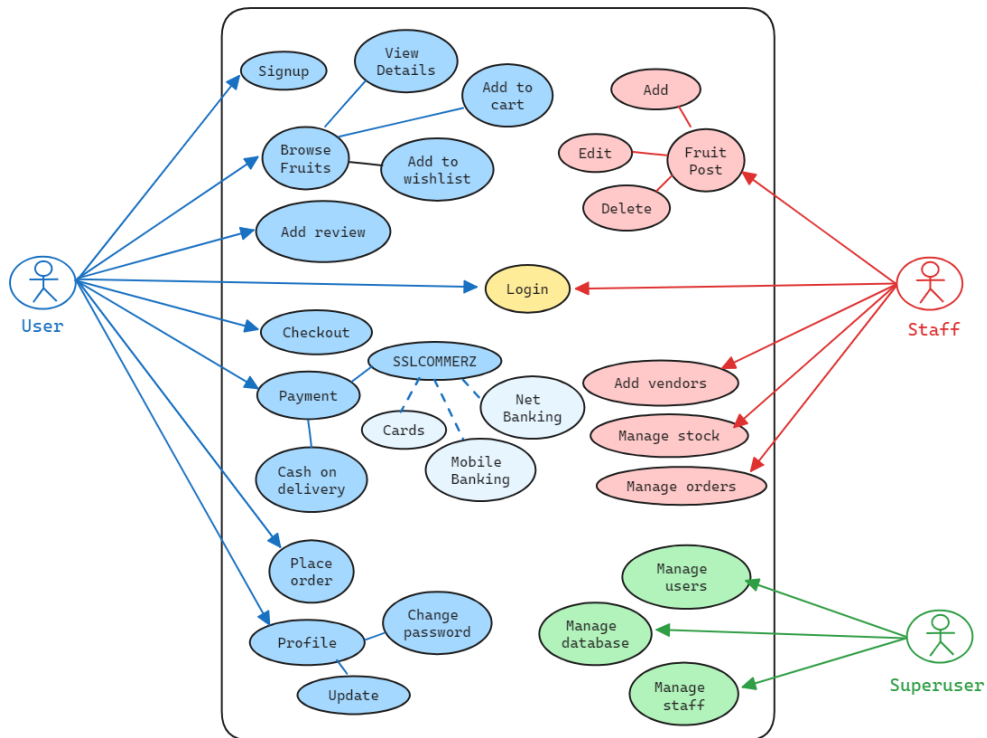 Signup
View
Details
Add to
cart
Browse
Fruits
Add to
wishlist
Add review
Checkout
Payment
SSLCOMMERZ
Cards
Mobile
Banking
Net
Banking
Cash on
delivery
Place
order
Profile
Change
password
Update
User
Login
Add
Edit
Delete
Fruit
Post
Add vendors
Manage stock
Manage orders
Staff
Manage
users
Manage
database
Manage
staff
Superuser